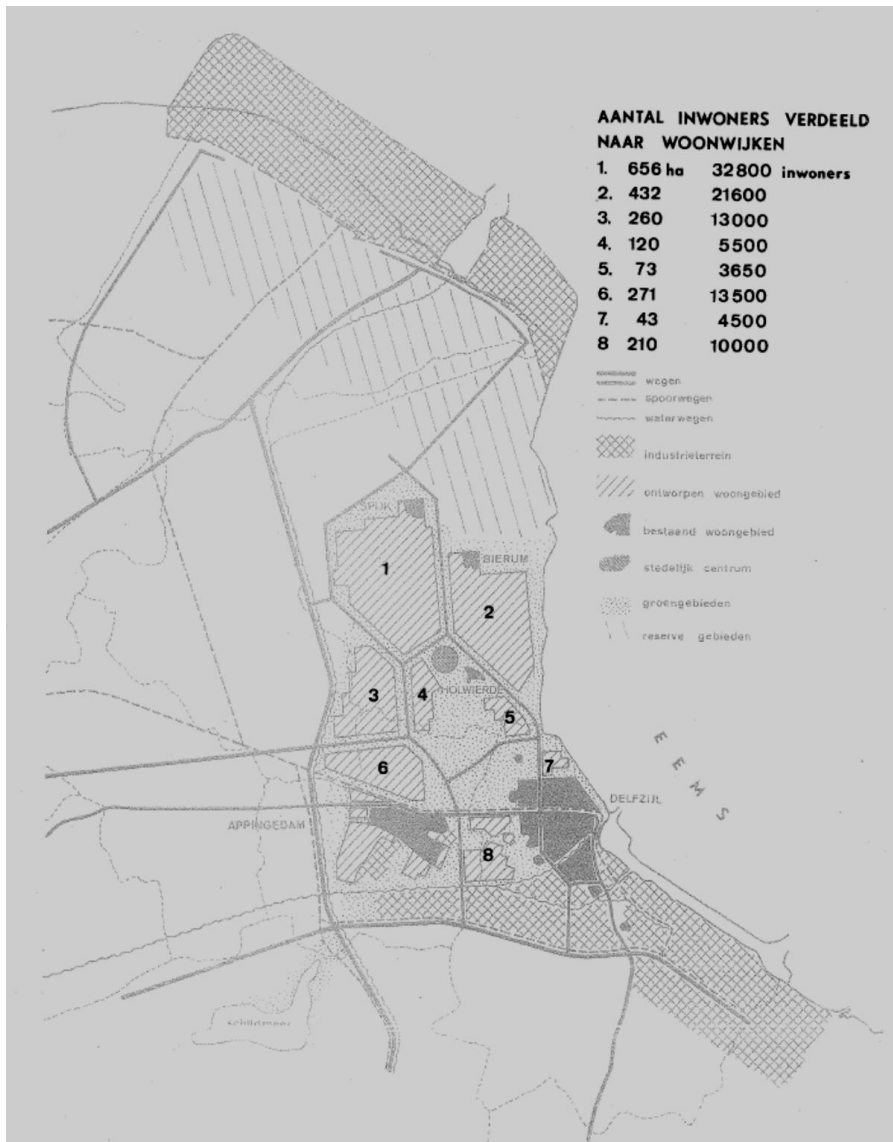 AANTAL INWONERS VERDEELD
NAAR WOONWIJKEN
1. 656 ha 32800 inwoners
2. 432 21600
3. 260 13000
4. 120 5500
5. 73 3650
6. 271 13500
7. 43 4500
8 210 10000
wegen
spoorwegen
waterwegen
industrieterrein
ontworpen woongebied
bestaand woongebied
stedelijk centrum
groengebieden
reserve gebieden
SPIJK
1
BIERUM
2
3
4
HOLWIERDE
5
6
7
EEMS
DELFZIJL
APPINGEDAM
8
Schildmeer